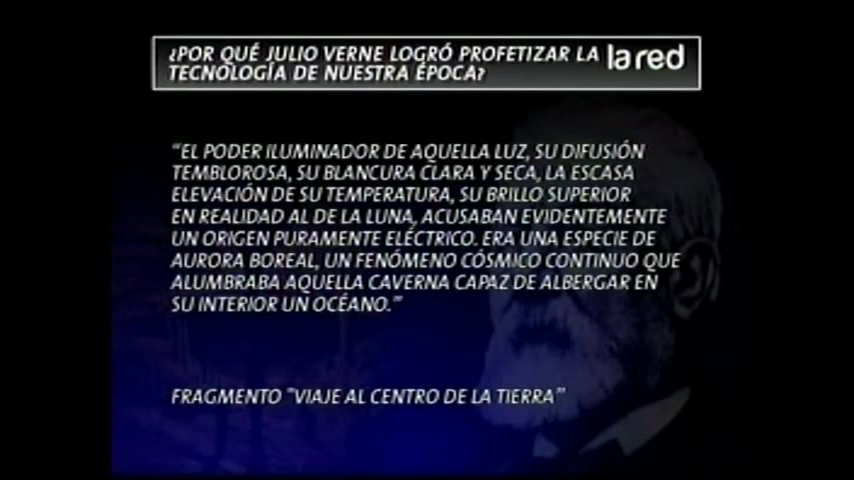 ¿POR QUÉ JULIO VERNE LOGRÓ PROFETIZAR LA
TECNOLOGÍA DE NUESTRA ÉPOCA?
la red
"EL PODER ILUMINADOR DE AQUELLA LUZ, SU DIFUSIÓN
TEMBLOROSA, SU BLANCURA CLARA Y SECA, LA ESCASA
ELEVACIÓN DE SU TEMPERATURA, SU BRILLO SUPERIOR
EN REALIDAD AL DE LA LUNA, ACUSABAN EVIDENTEMENTE
UN ORIGEN PURAMENTE ELÉCTRICO. ERA UNA ESPECIE DE
AURORA BOREAL, UN FENÓMENO CÓSMICO CONTINUO QUE
ALUMBRABA AQUELLA CAVERNA CAPAZ DE ALBERGAR EN
SU INTERIOR UN OCÉANO."
FRAGMENTO "VIAJE AL CENTRO DE LA TIERRA"